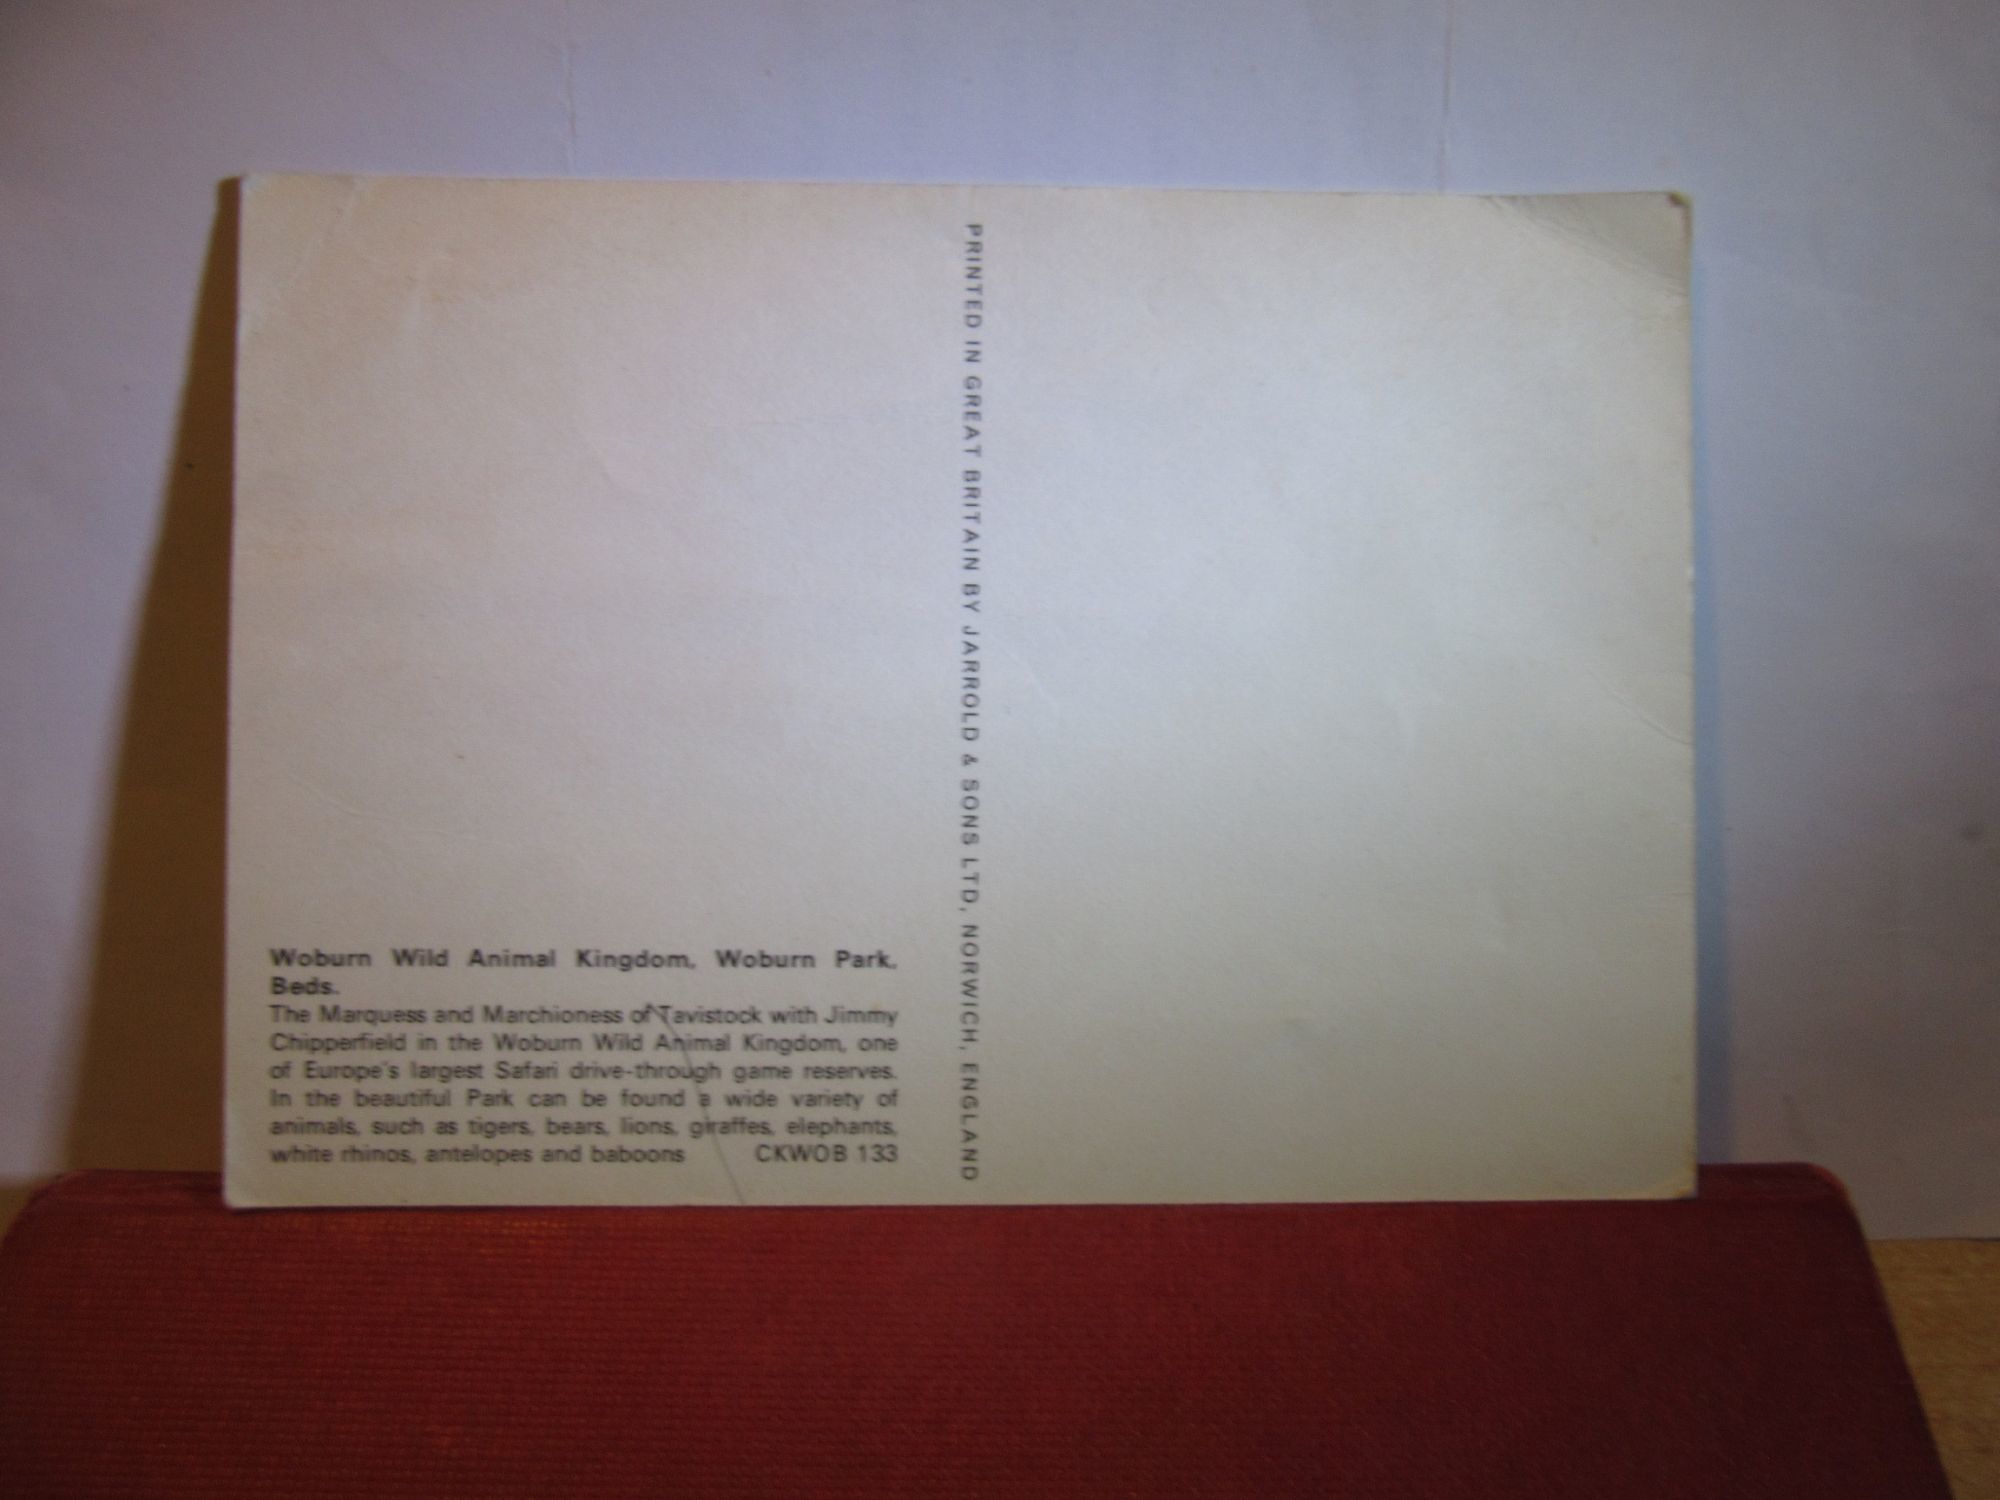 Woburn Wild Animal Kingdom, Woburn Park,
Beds.
The Marquess and Marchioness of Tavistock with Jimmy
Chipperfield in the Woburn Wild Animal Kingdom, one
of Europe's largest Safari drive-through game reserves.
In the beautiful Park can be found a wide variety of
animals, such as tigers, bears, lions, giraffes, elephants,
white rhinos, antelopes and baboons CKWOB 133
PRINTED IN GREAT BRITAIN BY JARROLD & SONS LTD, NORWICH, ENGLAND